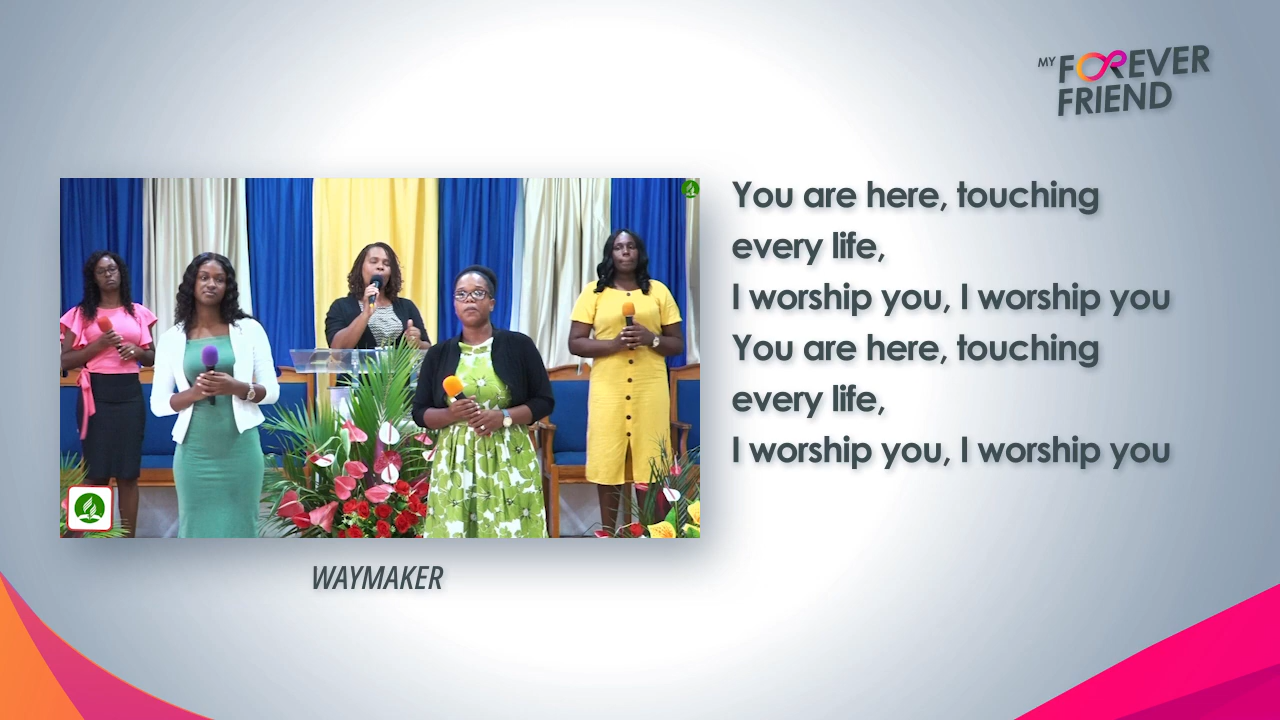 MY FOREVER
FRIEND
You are here, touching
every life,
I worship you, I worship you
You are here, touching
every life,
I worship you, I worship you
WAYMAKER